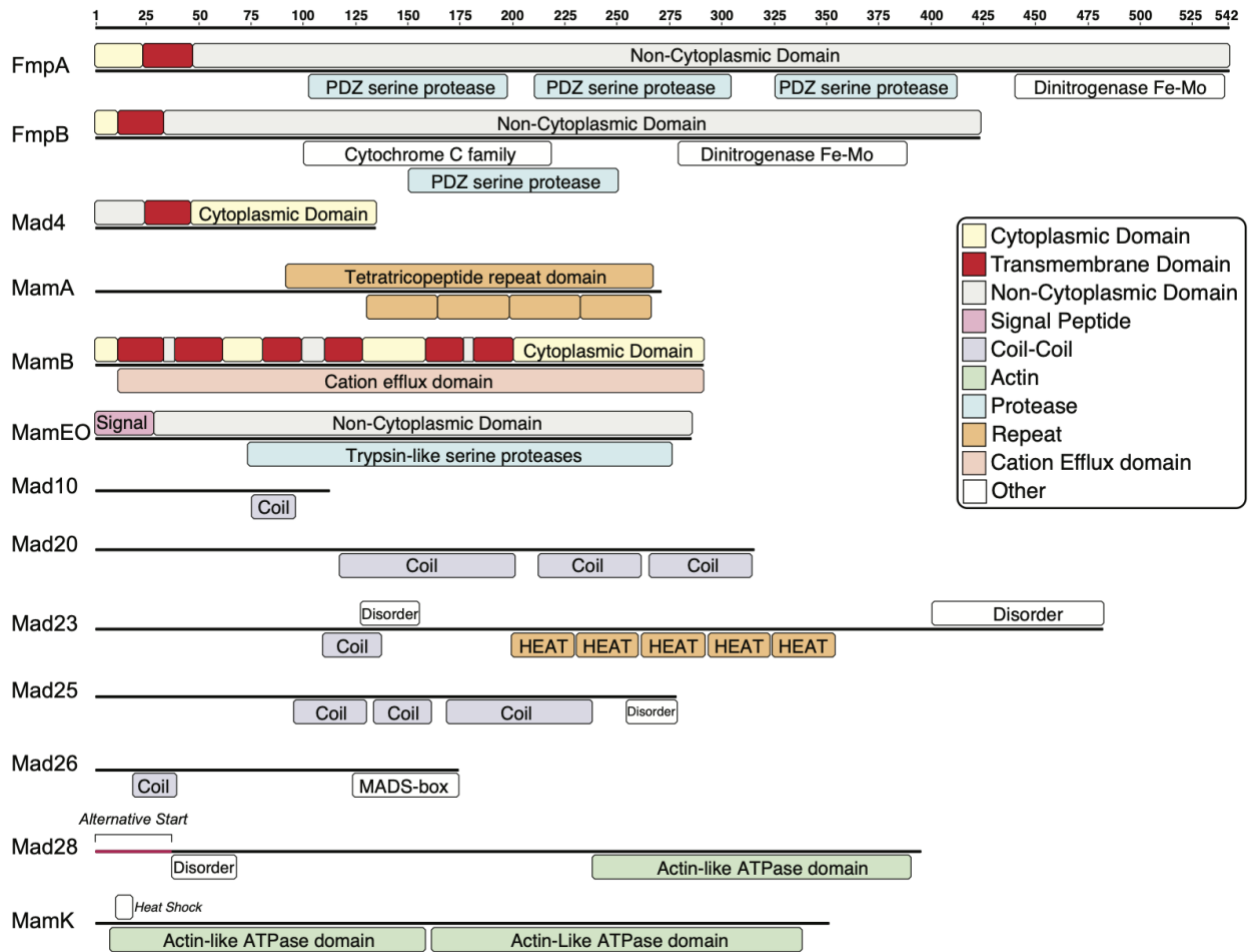 1 25 50 75 100 125 150 175 200 225 250 275 300 325 350 375 400 425 450 475 500 525 542
FmpA
Non-Cytoplasmic Domain
PDZ serine protease PDZ serine protease PDZ serine protease Dinitrogenase Fe-Mo
FmpB
Non-Cytoplasmic Domain
Cytochrome C family Dinitrogenase Fe-Mo
PDZ serine protease
Mad4
Cytoplasmic Domain
MamA
Tetratricopeptide repeat domain
MamB
Cytoplasmic Domain
Cation efflux domain
MamEO
Signal Non-Cytoplasmic Domain
Trypsin-like serine proteases
Mad10
Coil
Mad20
Coil Coil Coil
Mad23
Disorder Disorder
Coil HEAT HEAT HEAT HEAT HEAT
Mad25
Coil Coil Coil Disorder
Mad26
Coil MADS-box
Alternative Start
Mad28
Disorder Actin-like ATPase domain
MamK
Heat Shock
Actin-like ATPase domain Actin-Like ATPase domain
Cytoplasmic Domain
Transmembrane Domain
Non-Cytoplasmic Domain
Signal Peptide
Coil-Coil
Actin
Protease
Repeat
Cation Efflux domain
Other